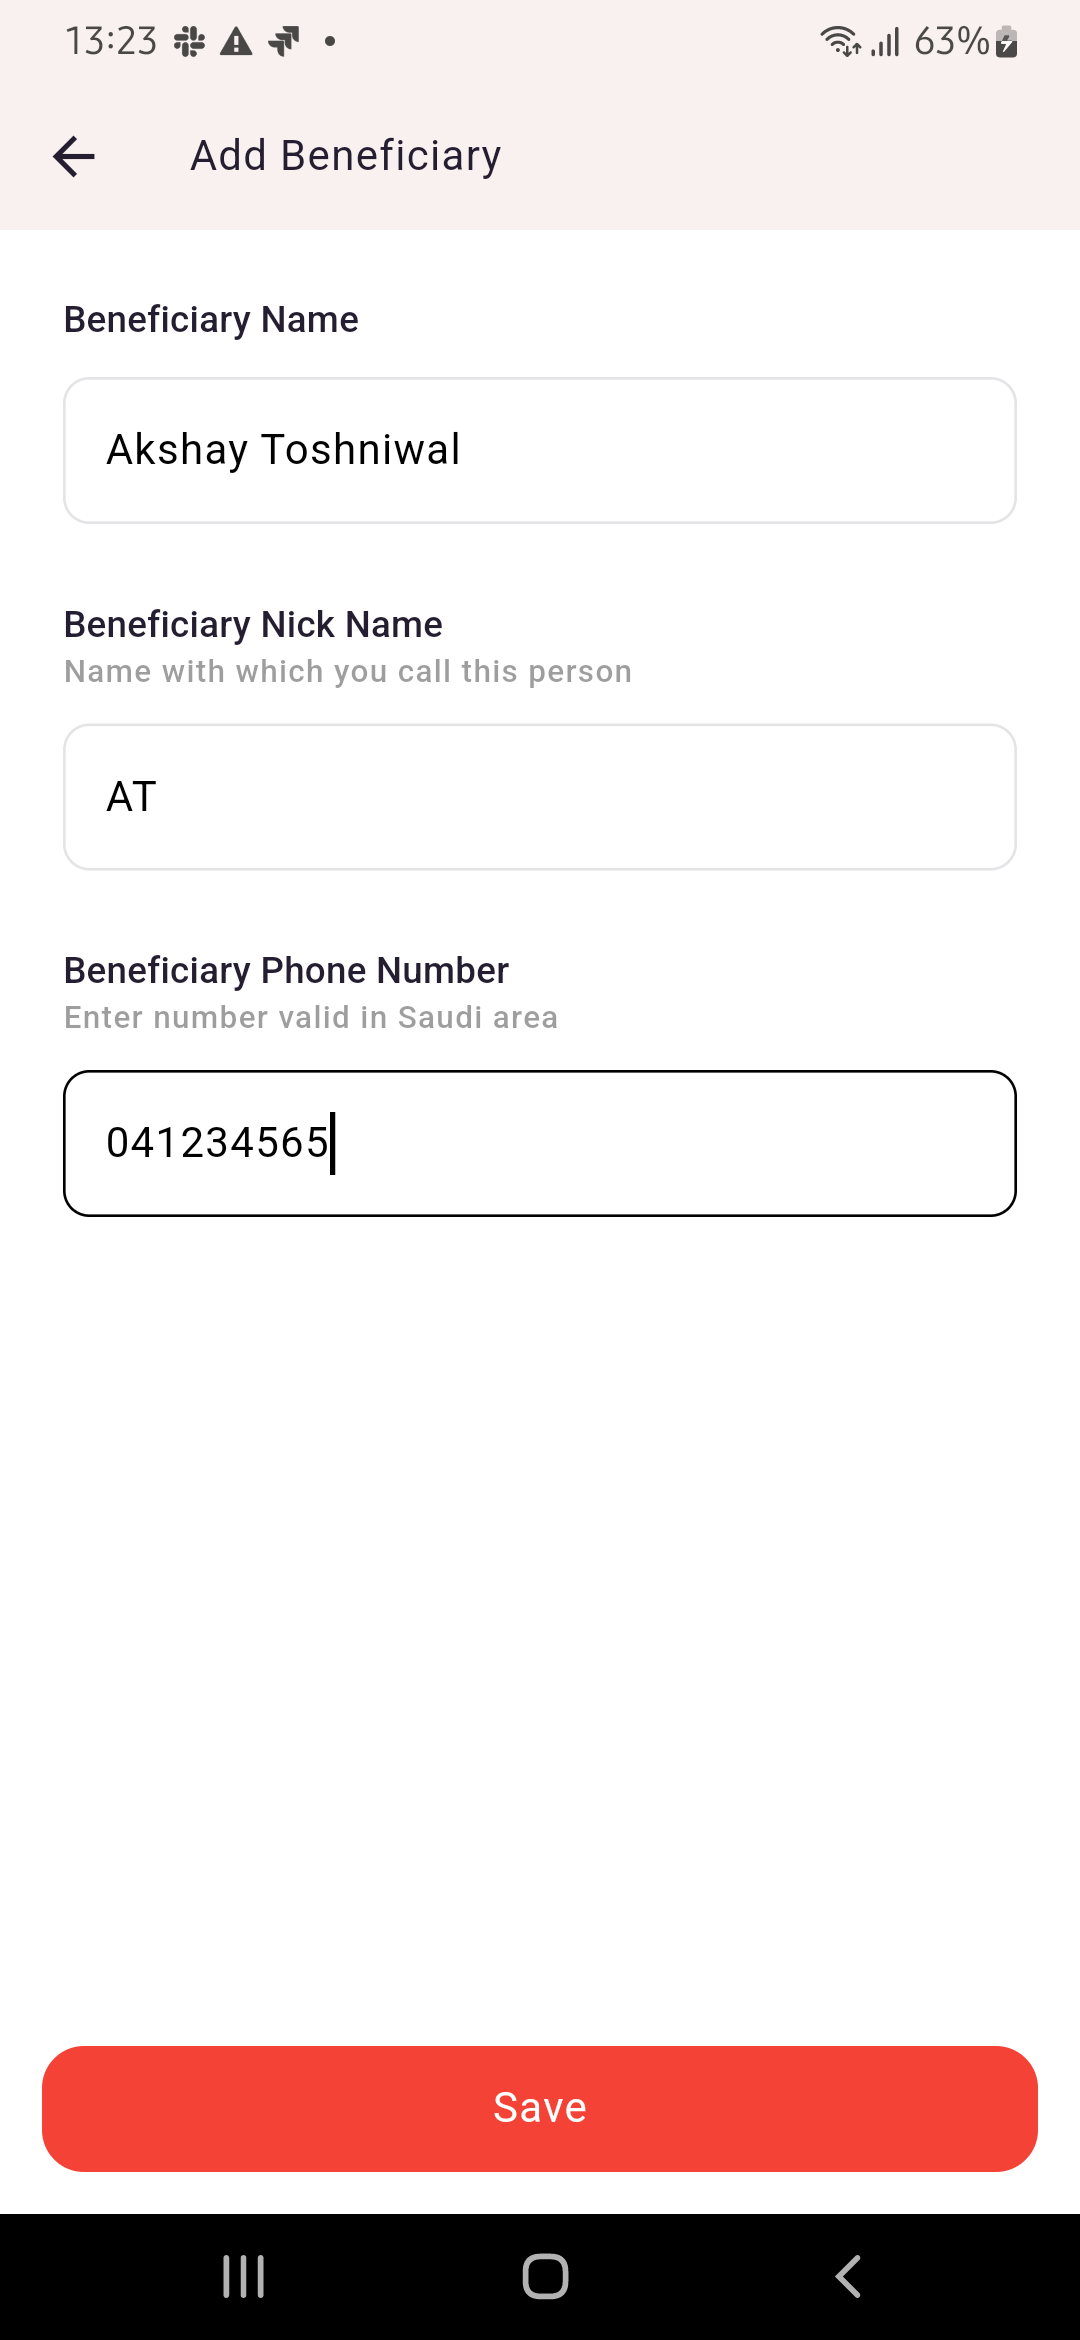 13:23
63%
Add Beneficiary
Beneficiary Name
Akshay Toshniwal
Beneficiary Nick Name
Name with which you call this person
AT
Beneficiary Phone Number
Enter number valid in Saudi area
041234565
Save